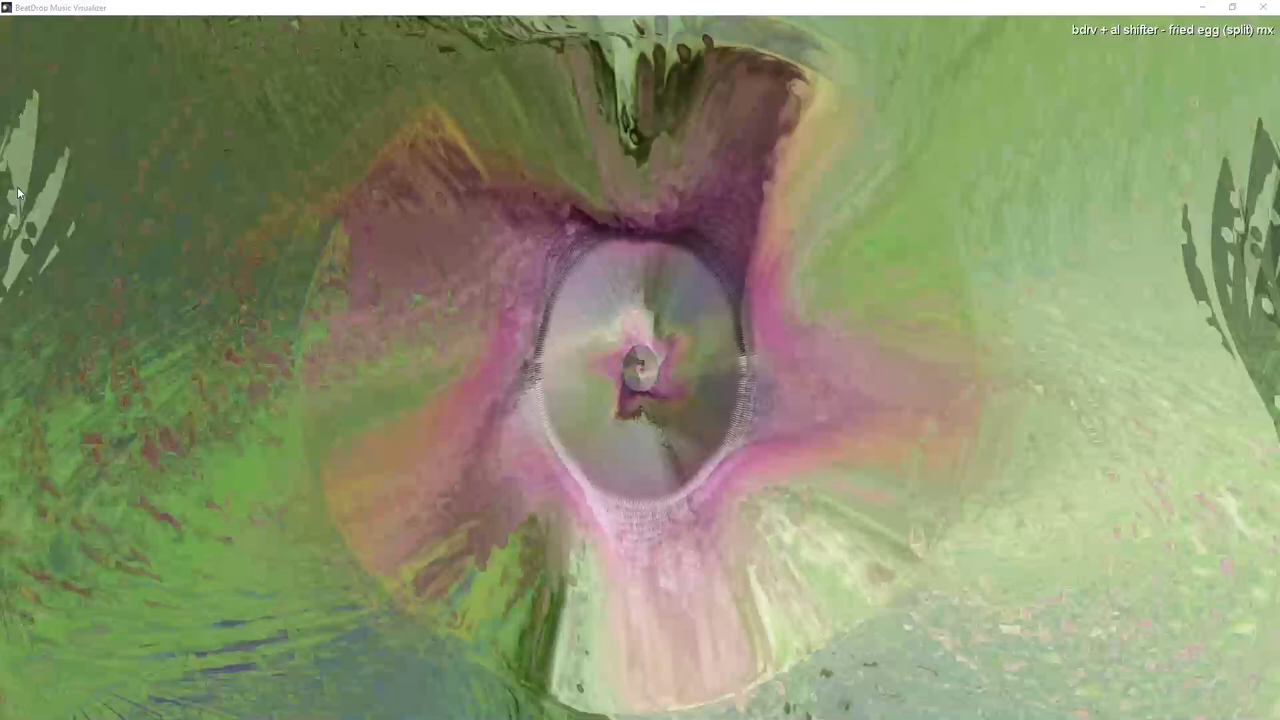 BeatDrop Music Visualizer
bdrv + al shifter - fried egg (split) mx